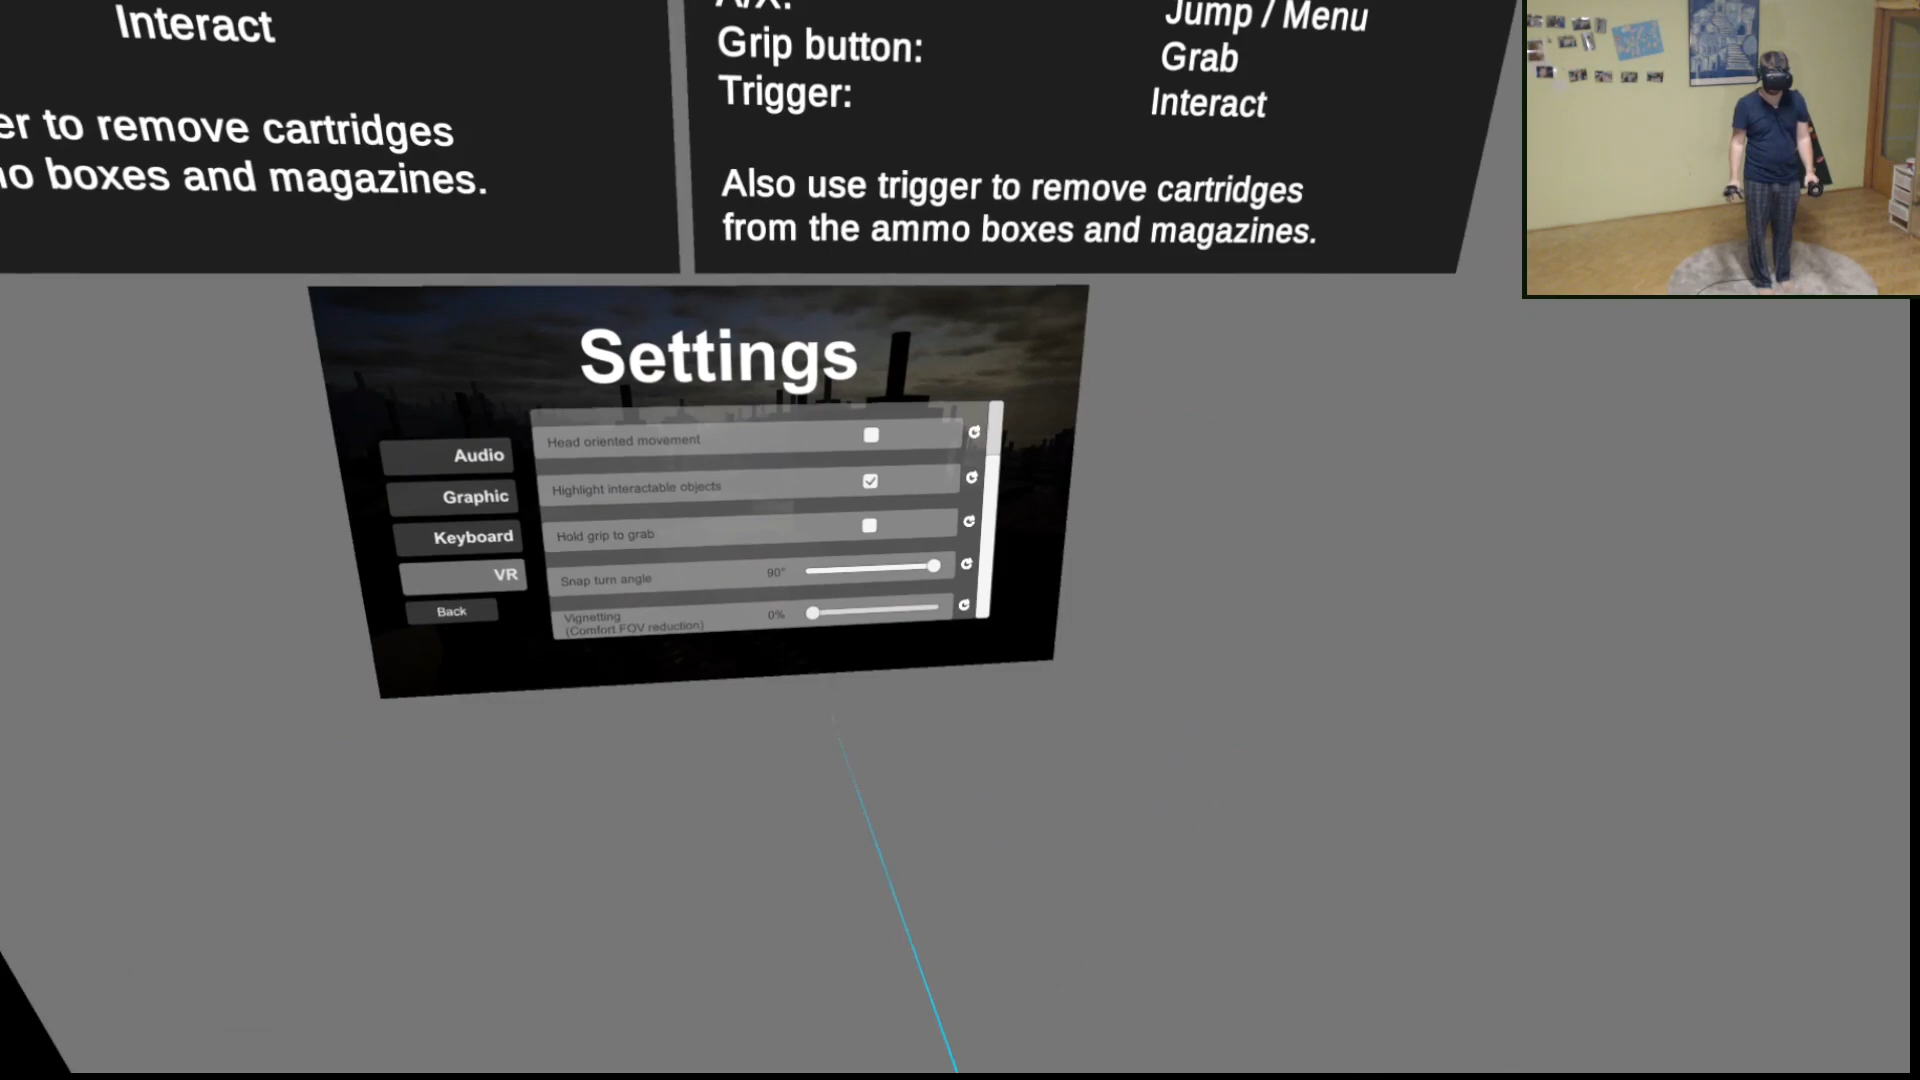 Interact
er to remove cartridges
o boxes and magazines.
A/X:
Jump / Menu
Grip button:
Grab
Trigger:
Interact
Also use trigger to remove cartridges
from the ammo boxes and magazines.
Settings
Audio
Graphic
Keyboard
VR
Back
Head oriented movement
Highlight interactable objects
Hold grip to grab
Snap turn angle 90°
Vignetting 0%
(Comfort FOV reduction)